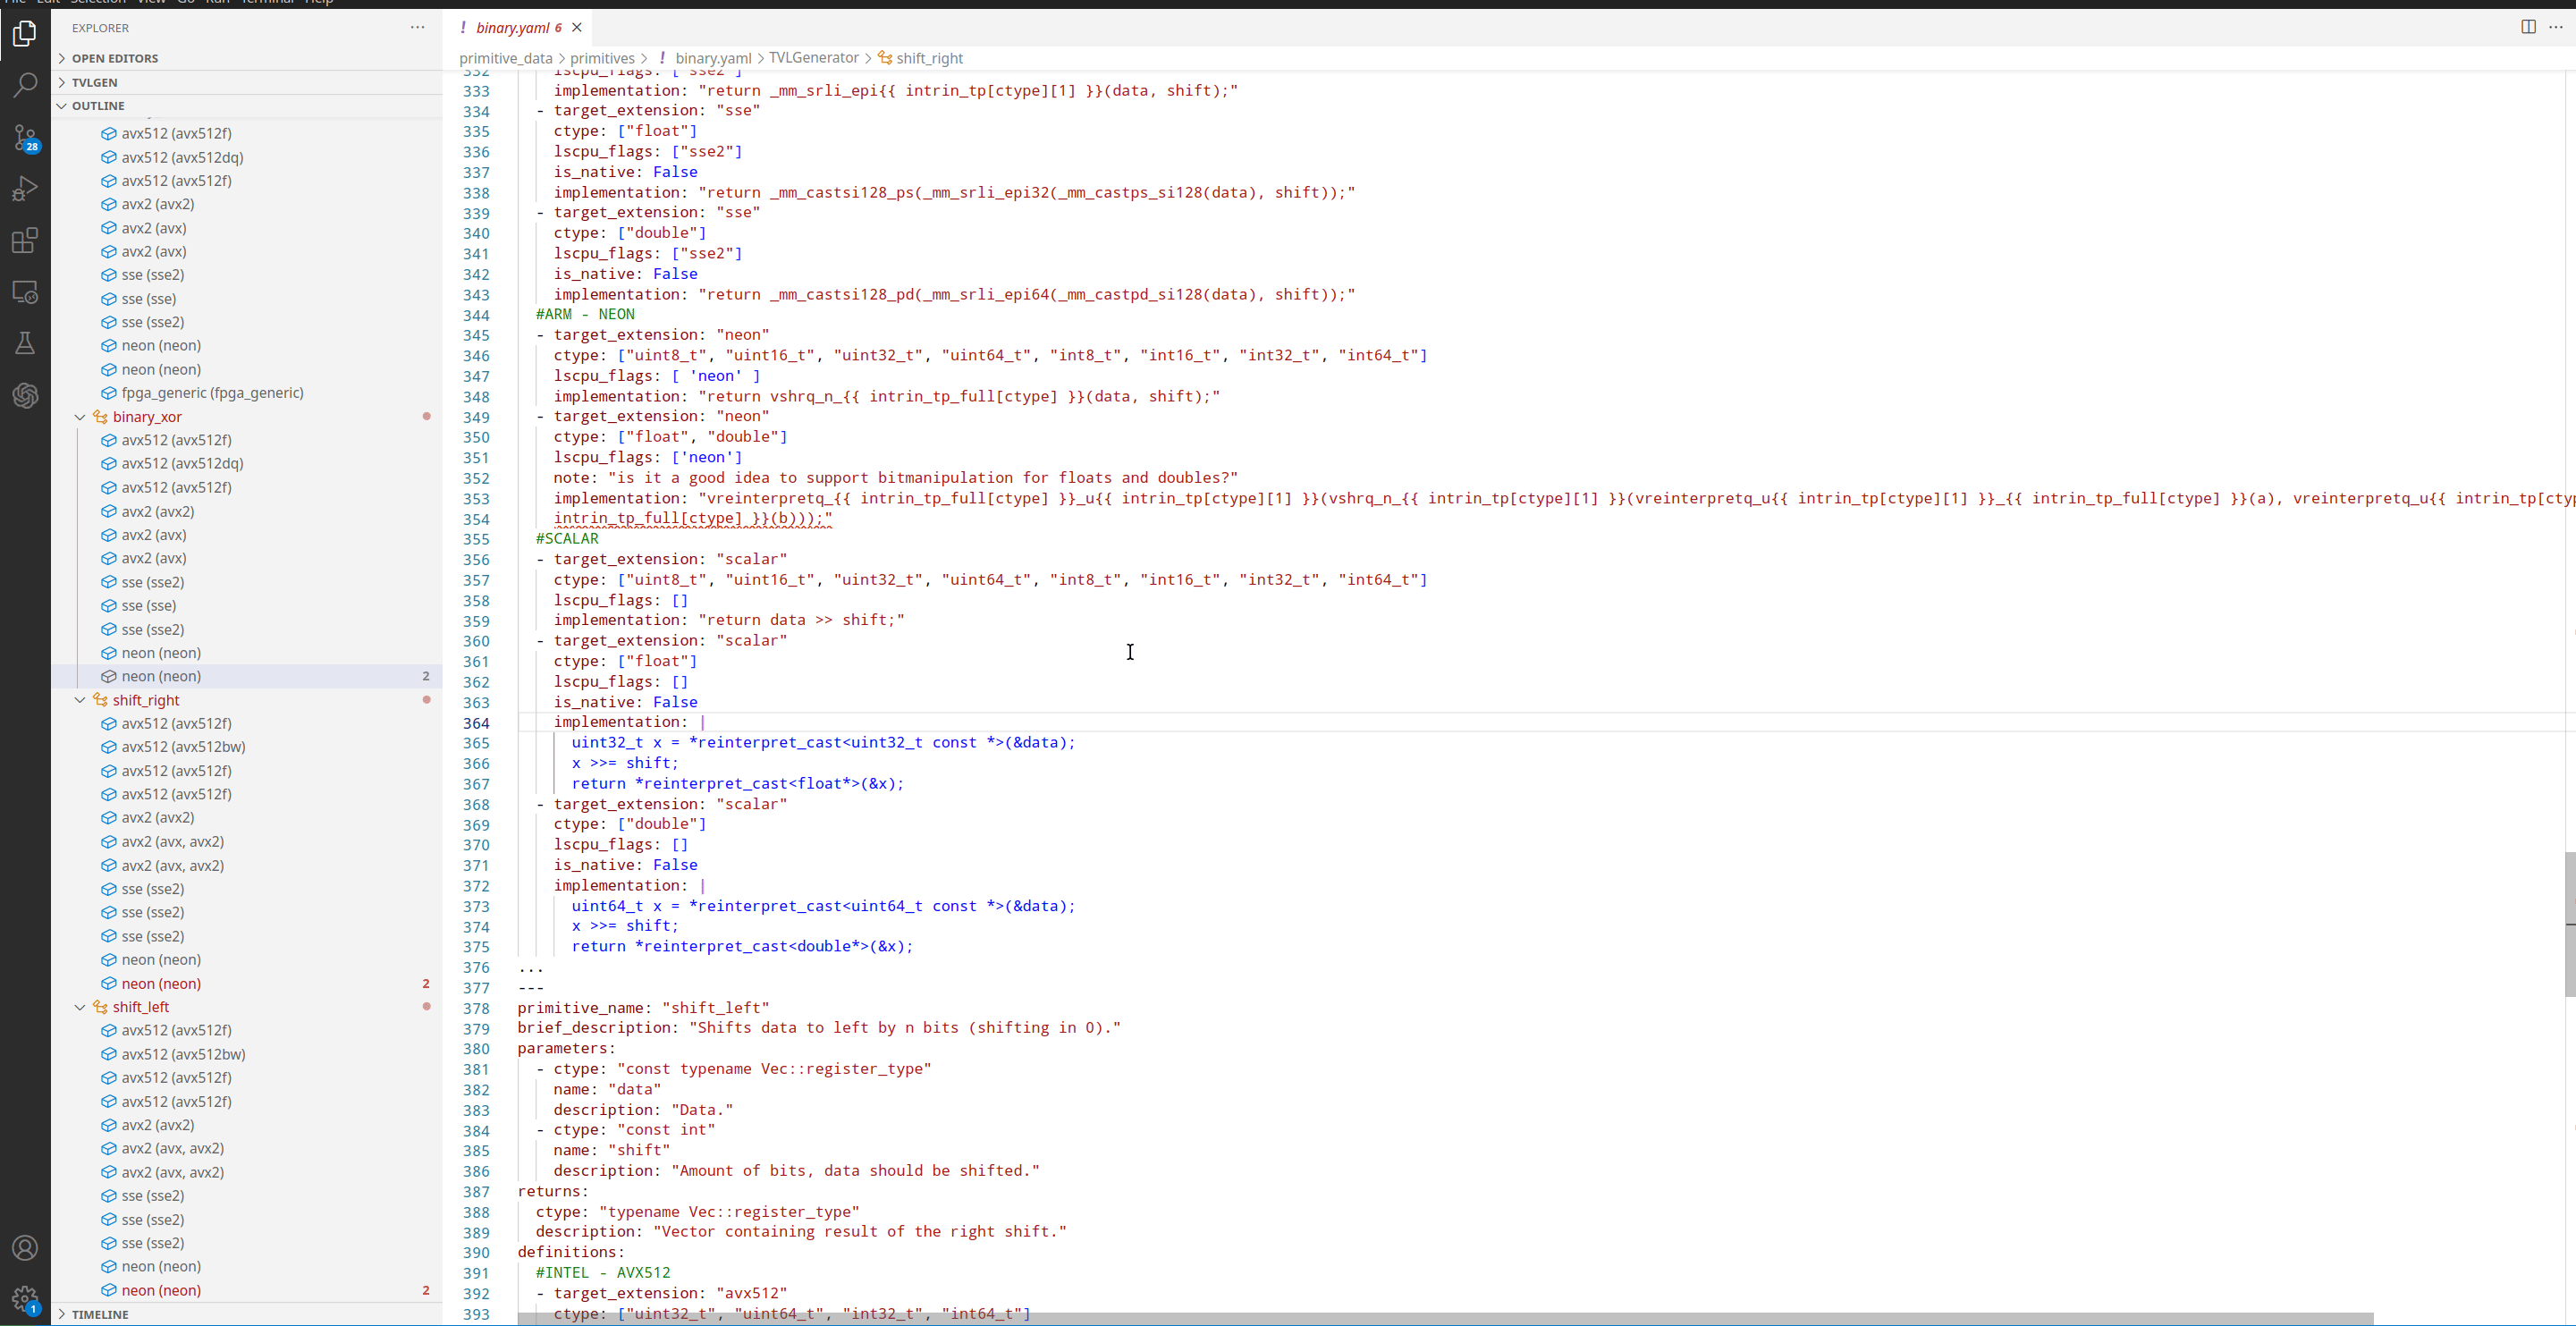 File Edit Selection View Go Run Terminal Help
EXPLORER
OPEN EDITORS
TVLGEN
OUTLINE
avx512 (avx512f)
avx512 (avx512dq)
avx512 (avx512f)
avx2 (avx2)
avx2 (avx)
avx2 (avx)
sse (sse2)
sse (sse)
sse (sse2)
neon (neon)
neon (neon)
fpga_generic (fpga_generic)
binary_xor
avx512 (avx512f)
avx512 (avx512dq)
avx512 (avx512f)
avx2 (avx2)
avx2 (avx)
avx2 (avx)
sse (sse2)
sse (sse)
sse (sse2)
neon (neon)
neon (neon) 2
shift_right
avx512 (avx512f)
avx512 (avx512bw)
avx512 (avx512f)
avx512 (avx512f)
avx2 (avx2)
avx2 (avx, avx2)
avx2 (avx, avx2)
sse (sse2)
sse (sse2)
sse (sse2)
neon (neon)
neon (neon) 2
shift_left
avx512 (avx512f)
avx512 (avx512bw)
avx512 (avx512f)
avx512 (avx512f)
avx2 (avx2)
avx2 (avx, avx2)
avx2 (avx, avx2)
sse (sse2)
sse (sse2)
sse (sse2)
neon (neon)
neon (neon) 2
TIMELINE
28
1
! binary.yaml 6
primitive_data > primitives > ! binary.yaml > TVLGenerator > shift_right
332 lscpu_flags: [ "sse2" ]
333 implementation: "return _mm_srli_epi{{ intrin_tp[ctype][1] }}(data, shift);"
334 - target_extension: "sse"
335 ctype: ["float"]
336 lscpu_flags: ["sse2"]
337 is_native: False
338 implementation: "return _mm_castsi128_ps(_mm_srli_epi32(_mm_castps_si128(data), shift));"
339 - target_extension: "sse"
340 ctype: ["double"]
341 lscpu_flags: ["sse2"]
342 is_native: False
343 implementation: "return _mm_castsi128_pd(_mm_srli_epi64(_mm_castpd_si128(data), shift));"
344 #ARM - NEON
345 - target_extension: "neon"
346 ctype: ["uint8_t", "uint16_t", "uint32_t", "uint64_t", "int8_t", "int16_t", "int32_t", "int64_t"]
347 lscpu_flags: [ 'neon' ]
348 implementation: "return vshrq_n_{{ intrin_tp_full[ctype] }}(data, shift);"
349 - target_extension: "neon"
350 ctype: ["float", "double"]
351 lscpu_flags: ['neon']
352 note: "is it a good idea to support bitmanipulation for floats and doubles?"
353 implementation: "vreinterpretq_{{ intrin_tp_full[ctype] }}_u{{ intrin_tp[ctype][1] }}(vshrq_n_{{ intrin_tp[ctype][1] }}(vreinterpretq_u{{ intrin_tp[ctype][1] }}_{{ intrin_tp_full[ctype] }}(a), vreinterpretq_u{{ intrin_tp[cty
354 intrin_tp_full[ctype] }}(b)));"
355 #SCALAR
356 - target_extension: "scalar"
357 ctype: ["uint8_t", "uint16_t", "uint32_t", "uint64_t", "int8_t", "int16_t", "int32_t", "int64_t"]
358 lscpu_flags: []
359 implementation: "return data >> shift;"
360 - target_extension: "scalar"
361 ctype: ["float"]
362 lscpu_flags: []
363 is_native: False
364 implementation: |
365 uint32_t x = *reinterpret_cast<uint32_t const *>(&data);
366 x >>= shift;
367 return *reinterpret_cast<float*>(&x);
368 - target_extension: "scalar"
369 ctype: ["double"]
370 lscpu_flags: []
371 is_native: False
372 implementation: |
373 uint64_t x = *reinterpret_cast<uint64_t const *>(&data);
374 x >>= shift;
375 return *reinterpret_cast<double*>(&x);
376 ...
377 ---
378 primitive_name: "shift_left"
379 brief_description: "Shifts data to left by n bits (shifting in 0)."
380 parameters:
381 - ctype: "const typename Vec::register_type"
382 name: "data"
383 description: "Data."
384 - ctype: "const int"
385 name: "shift"
386 description: "Amount of bits, data should be shifted."
387 returns:
388 ctype: "typename Vec::register_type"
389 description: "Vector containing result of the right shift."
390 definitions:
391 #INTEL - AVX512
392 - target_extension: "avx512"
393 ctype: ["uint32_t", "uint64_t", "int32_t", "int64_t"]